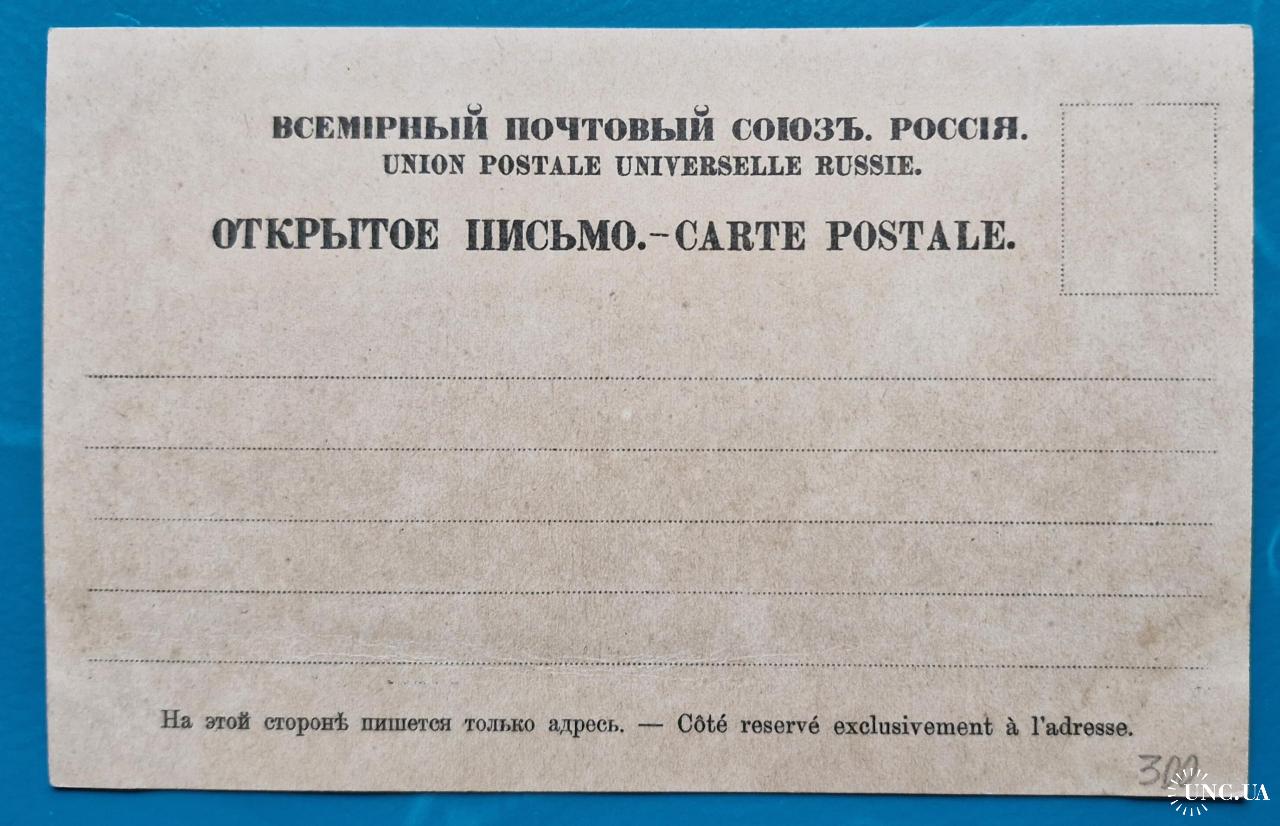 ВСЕМІРНЫЙ ПОЧТОВЫЙ СОЮЗЪ. РОССІЯ.
UNION POSTALE UNIVERSELLE RUSSIE.
ОТКРЫТОЕ ПИСЬМО.-CARTE POSTALE.
На этой сторонѣ пишется только адресь. — Côté reservé exclusivement à l'adresse.
300
UNC.UA